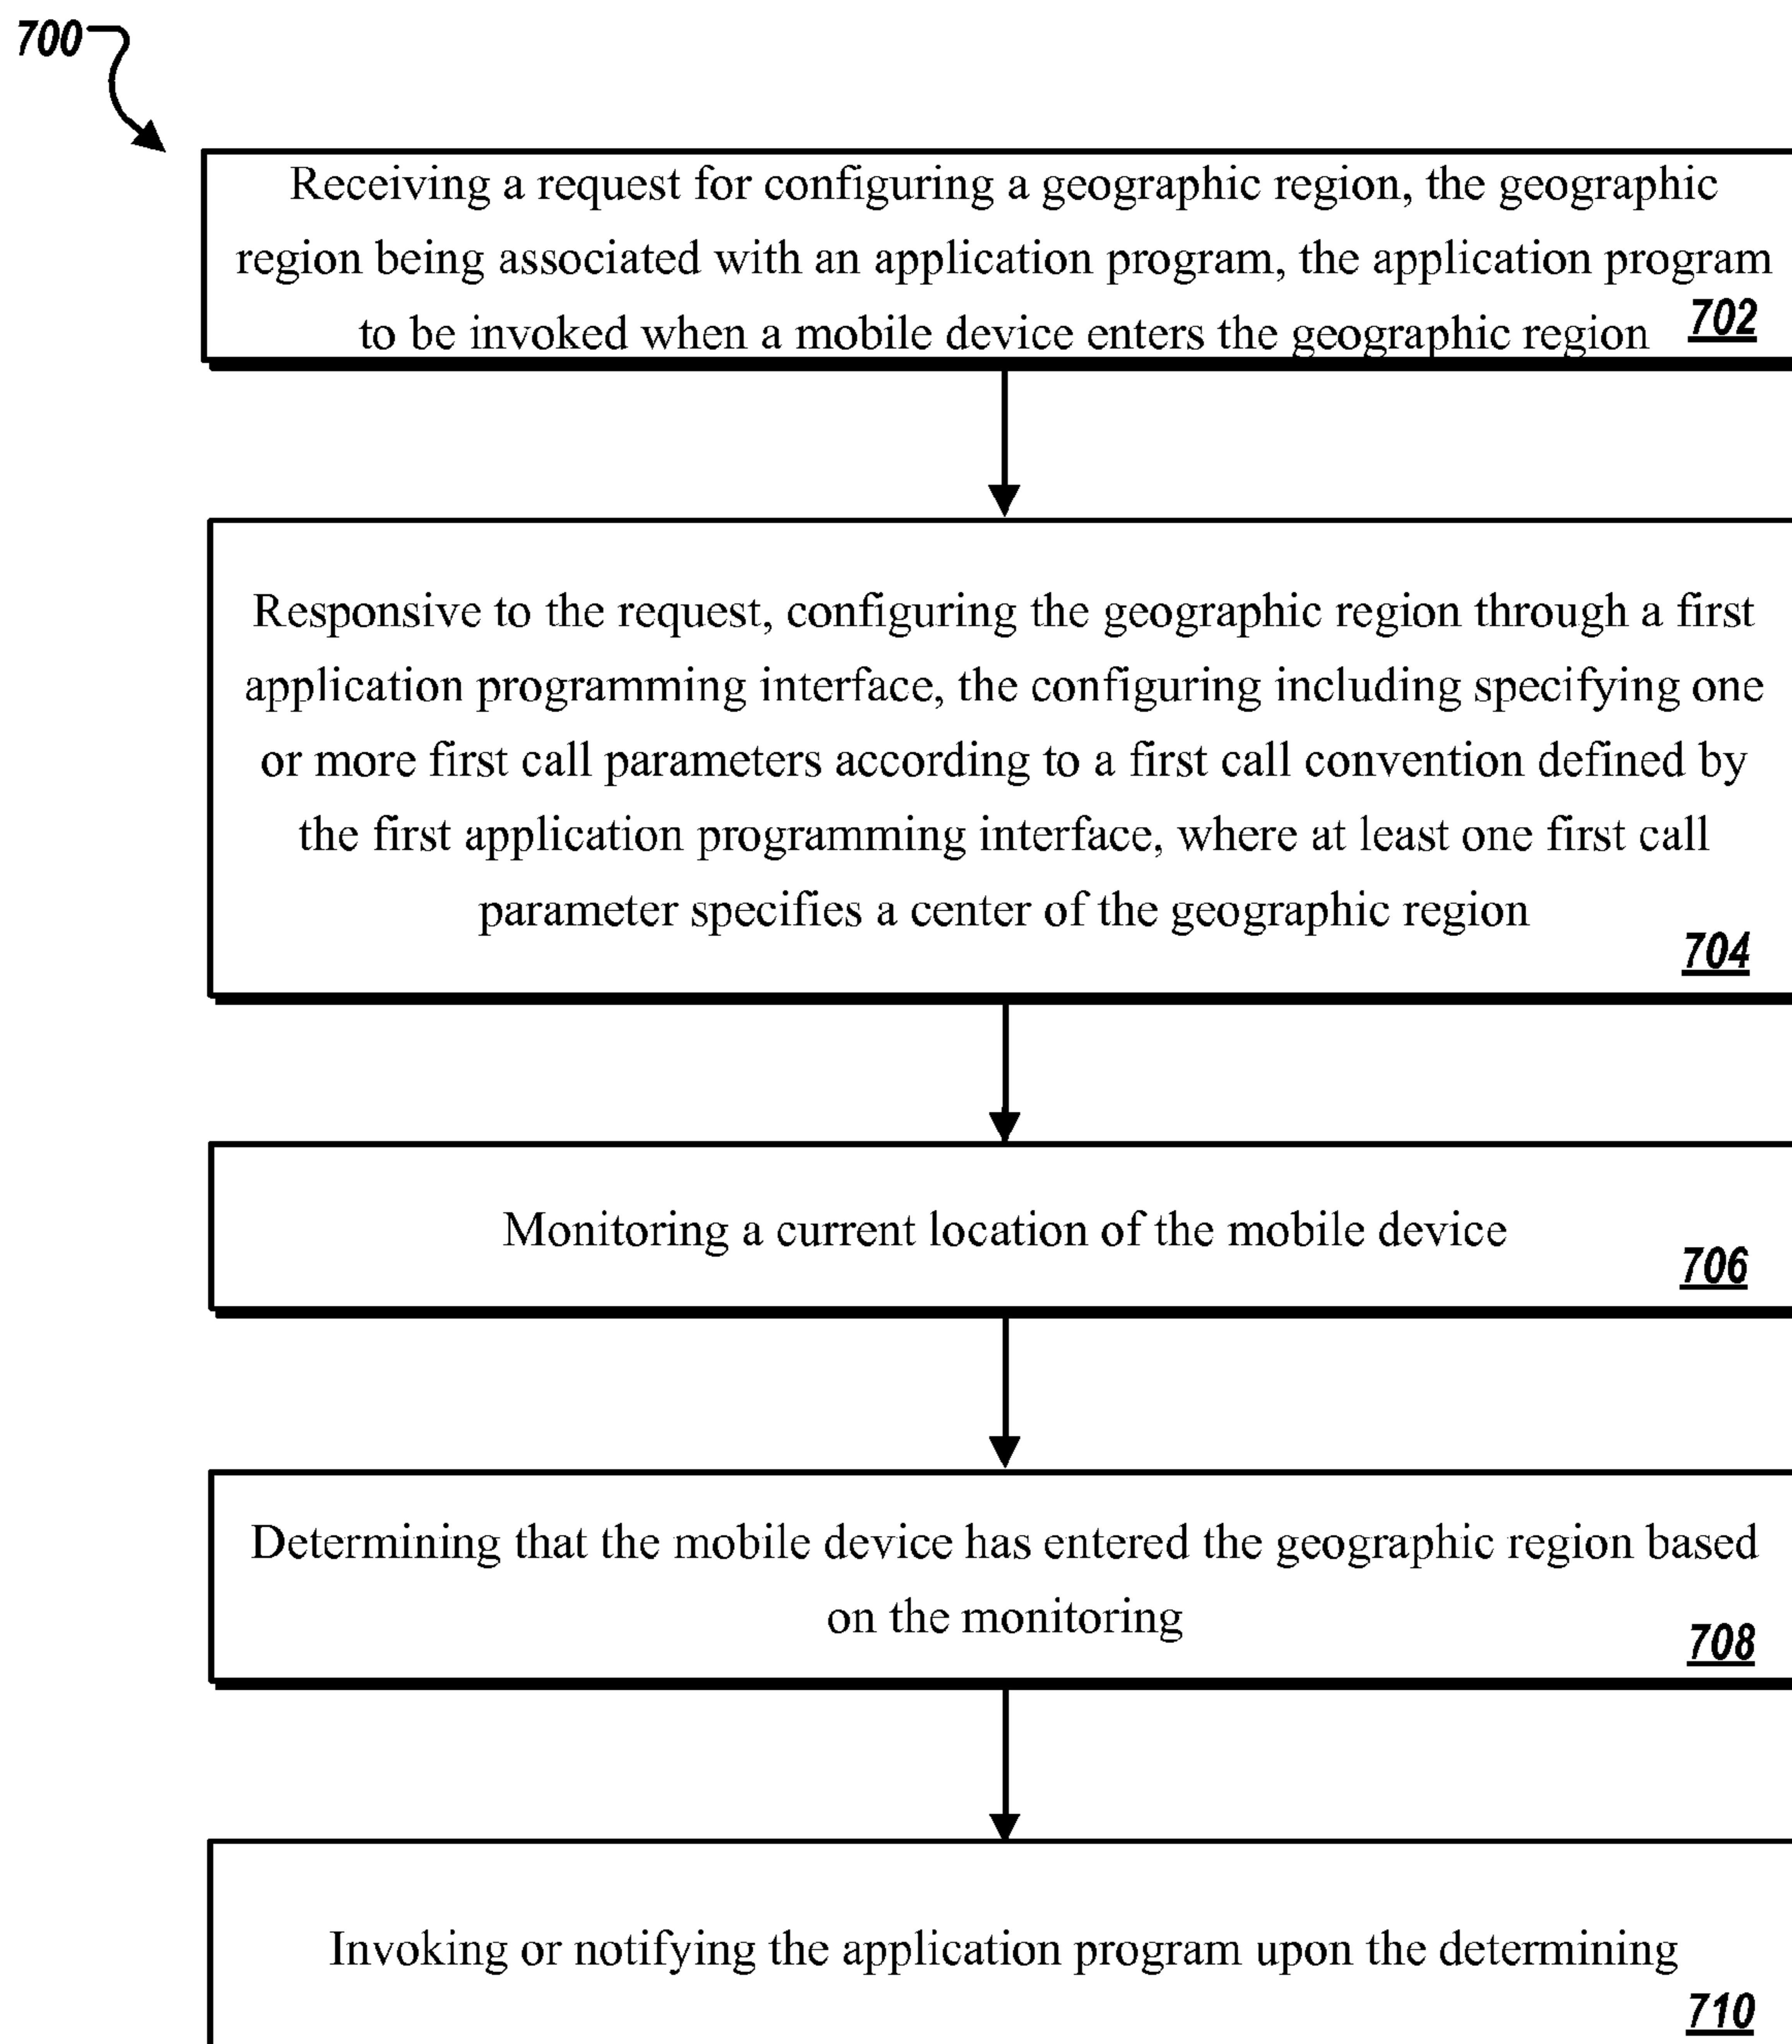 700
Receiving a request for configuring a geographic region, the geographic
region being associated with an application program, the application program
to be invoked when a mobile device enters the geographic region 702
Responsive to the request, configuring the geographic region through a first
application programming interface, the configuring including specifying one
or more first call parameters according to a first call convention defined by
the first application programming interface, where at least one first call
parameter specifies a center of the geographic region
704
Monitoring a current location of the mobile device
706
Determining that the mobile device has entered the geographic region based
on the monitoring
708
Invoking or notifying the application program upon the determining
710